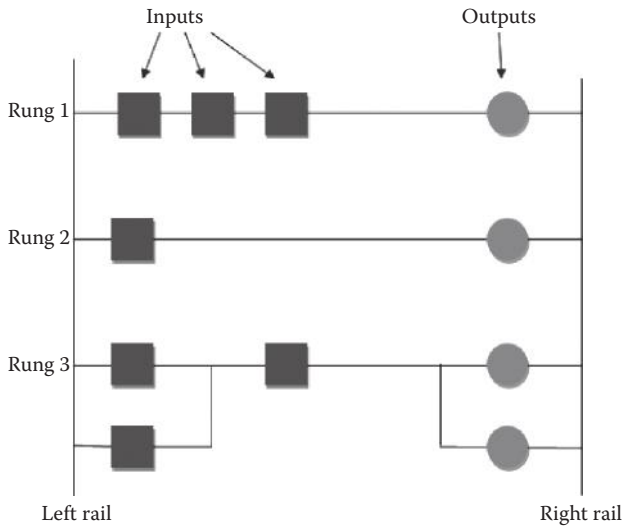 Inputs
Outputs
Rung 1
Rung 2
Rung 3
Left rail
Right rail